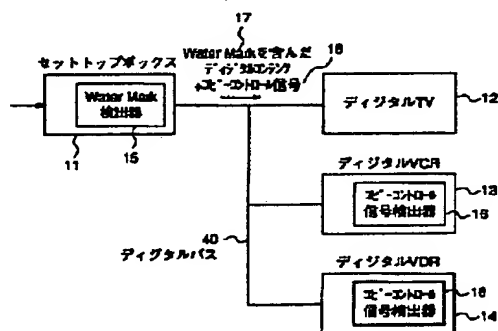 17
Water Markを含んだ
ディジタルコンテンツ
+コピーコントロール信号
18
セットトップボックス
Water Mark
検出器
15
11
ディジタルTV
12
ディジタルVCR
コピーコントロール
信号検出器
13
16
40
ディグタルバス
ディジタルVDR
コピーコントロール
信号検出器
16
14